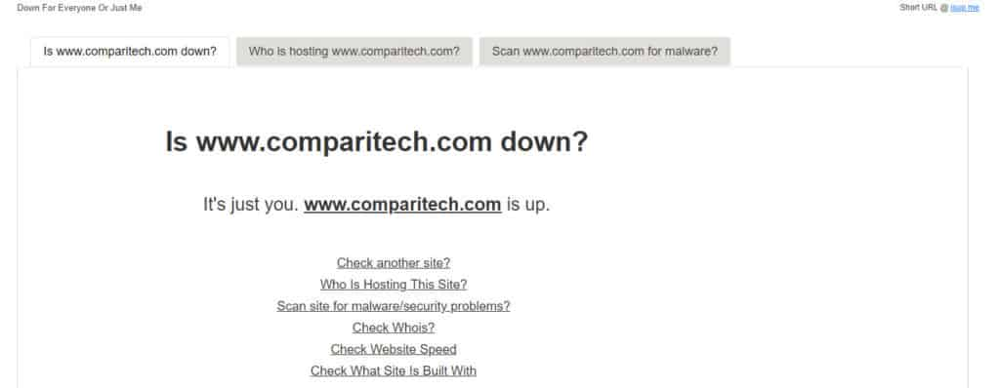 Down For Everyone Or Just Me
Short URL @ isup.me
Is www.comparitech.com down?
Who is hosting www.comparitech.com?
Scan www.comparitech.com for malware?
Is www.comparitech.com down?
It's just you. www.comparitech.com is up.
Check another site?
Who Is Hosting This Site?
Scan site for malware/security problems?
Check Whois?
Check Website Speed
Check What Site Is Built With